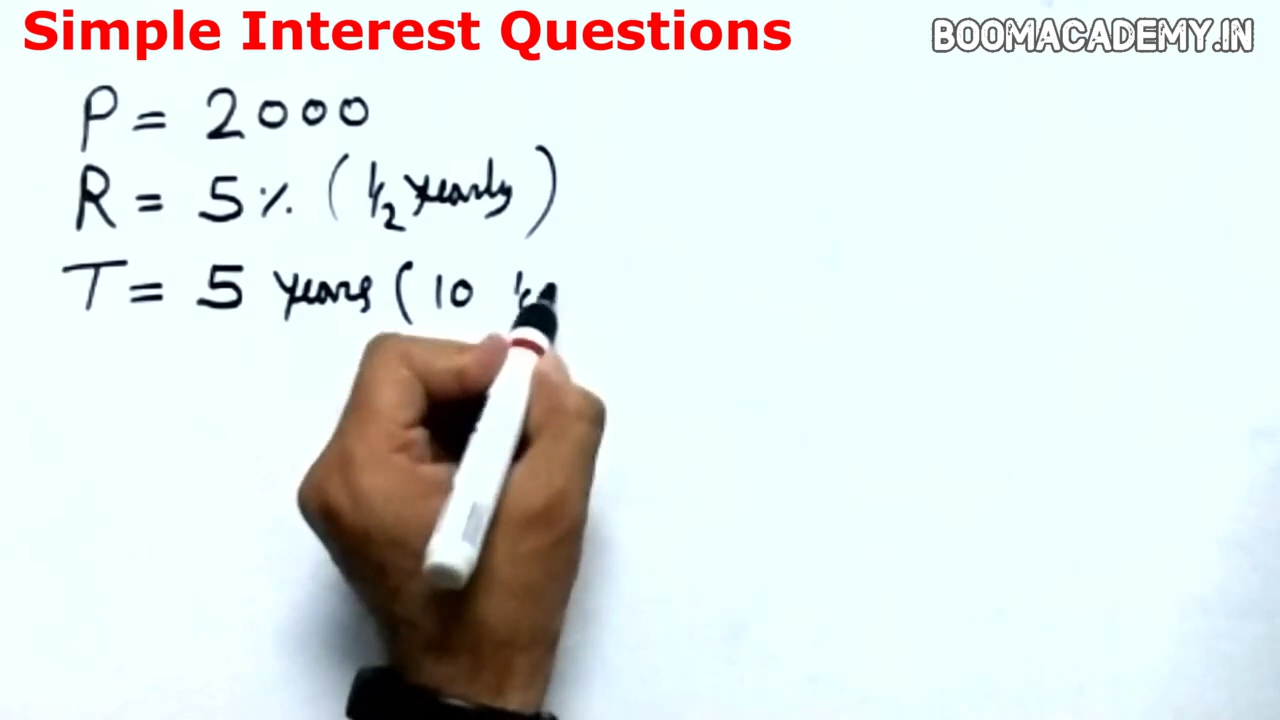 Simple Interest Questions
BOOMACADEMY.IN
P = 2000
R = 5% (1/2 yearly)
T = 5 years (10